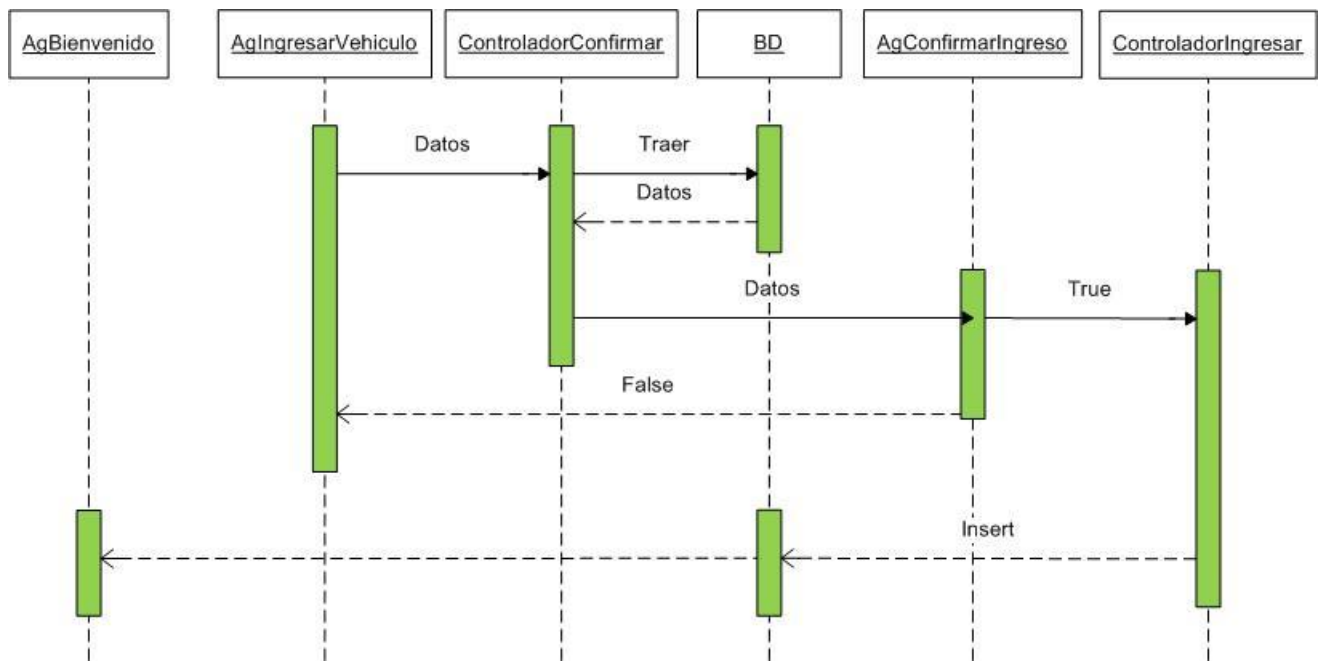 AgBienvenido
AgIngresarVehiculo
ControladorConfirmar
BD
AgConfirmarIngreso
ControladorIngresar
Datos
Traer
Datos
Datos
True
False
Insert